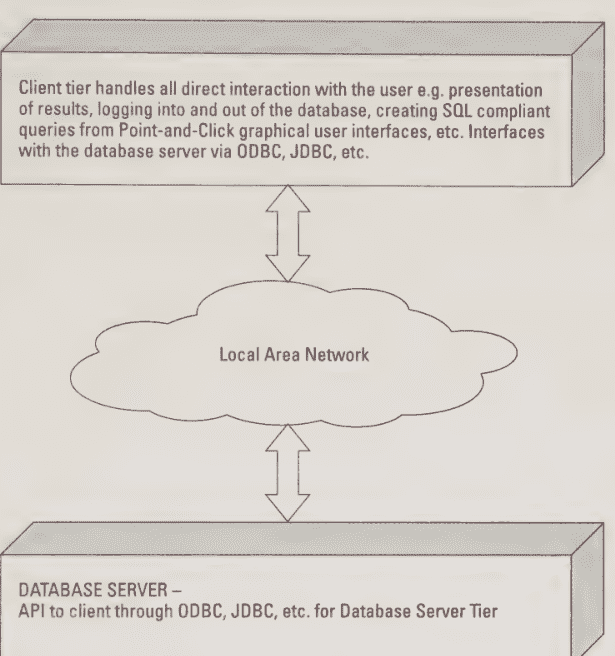 Client tier handles all direct interaction with the user e.g. presentation
of results, logging into and out of the database, creating SQL compliant
queries from Point-and-Click graphical user interfaces, etc. Interfaces
with the database server via ODBC, JDBC, etc.
Local Area Network
DATABASE SERVER –
API to client through ODBC, JDBC, etc. for Database Server Tier